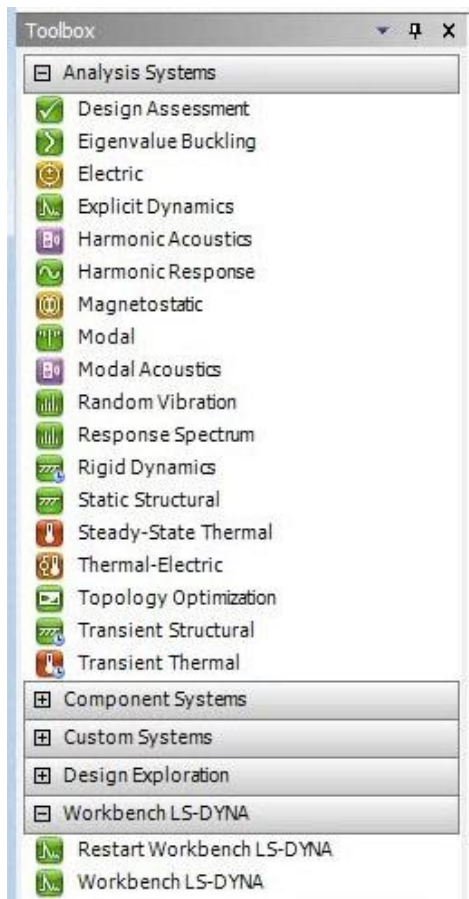 Toolbox
Analysis Systems
Design Assessment
Eigenvalue Buckling
Electric
Explicit Dynamics
Harmonic Acoustics
Harmonic Response
Magnetostatic
Modal
Modal Acoustics
Random Vibration
Response Spectrum
Rigid Dynamics
Static Structural
Steady-State Thermal
Thermal-Electric
Topology Optimization
Transient Structural
Transient Thermal
Component Systems
Custom Systems
Design Exploration
Workbench LS-DYNA
Restart Workbench LS-DYNA
Workbench LS-DYNA